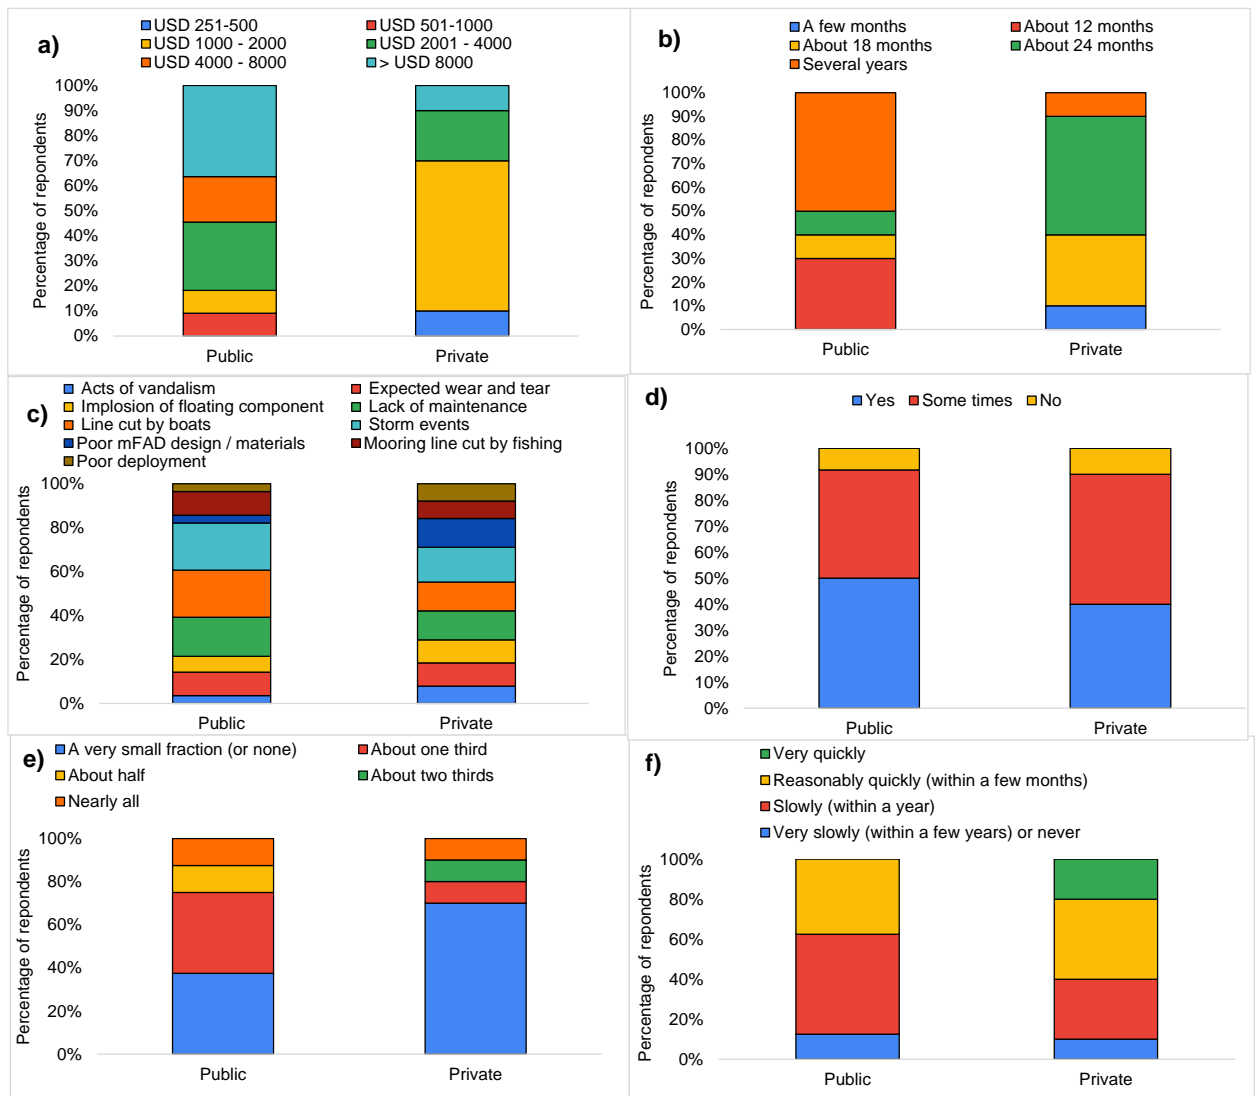 a)
USD 251-500 USD 501-1000
USD 1000 - 2000 USD 2001 - 4000
USD 4000 - 8000 > USD 8000
Percentage of repondents
100%
90%
80%
70%
60%
50%
40%
30%
20%
10%
0%
Public Private
b)
A few months About 12 months
About 18 months About 24 months
Several years
Percentage of repondents
100%
90%
80%
70%
60%
50%
40%
30%
20%
10%
0%
Public Private
c)
Acts of vandalism Expected wear and tear
Implosion of floating component Lack of maintenance
Line cut by boats Storm events
Poor mFAD design / materials Mooring line cut by fishing
Poor deployment
Percentage of repondents
100%
80%
60%
40%
20%
0%
Public Private
d)
Yes Some times No
Percentage of repondents
100%
90%
80%
70%
60%
50%
40%
30%
20%
10%
0%
Public Private
e)
A very small fraction (or none) About one third
About half About two thirds
Nearly all
Percentage of repondents
100%
80%
60%
40%
20%
0%
Public Private
f)
Very quickly
Reasonably quickly (within a few months)
Slowly (within a year)
Very slowly (within a few years) or never
Percentage of repondents
100%
80%
60%
40%
20%
0%
Public Private